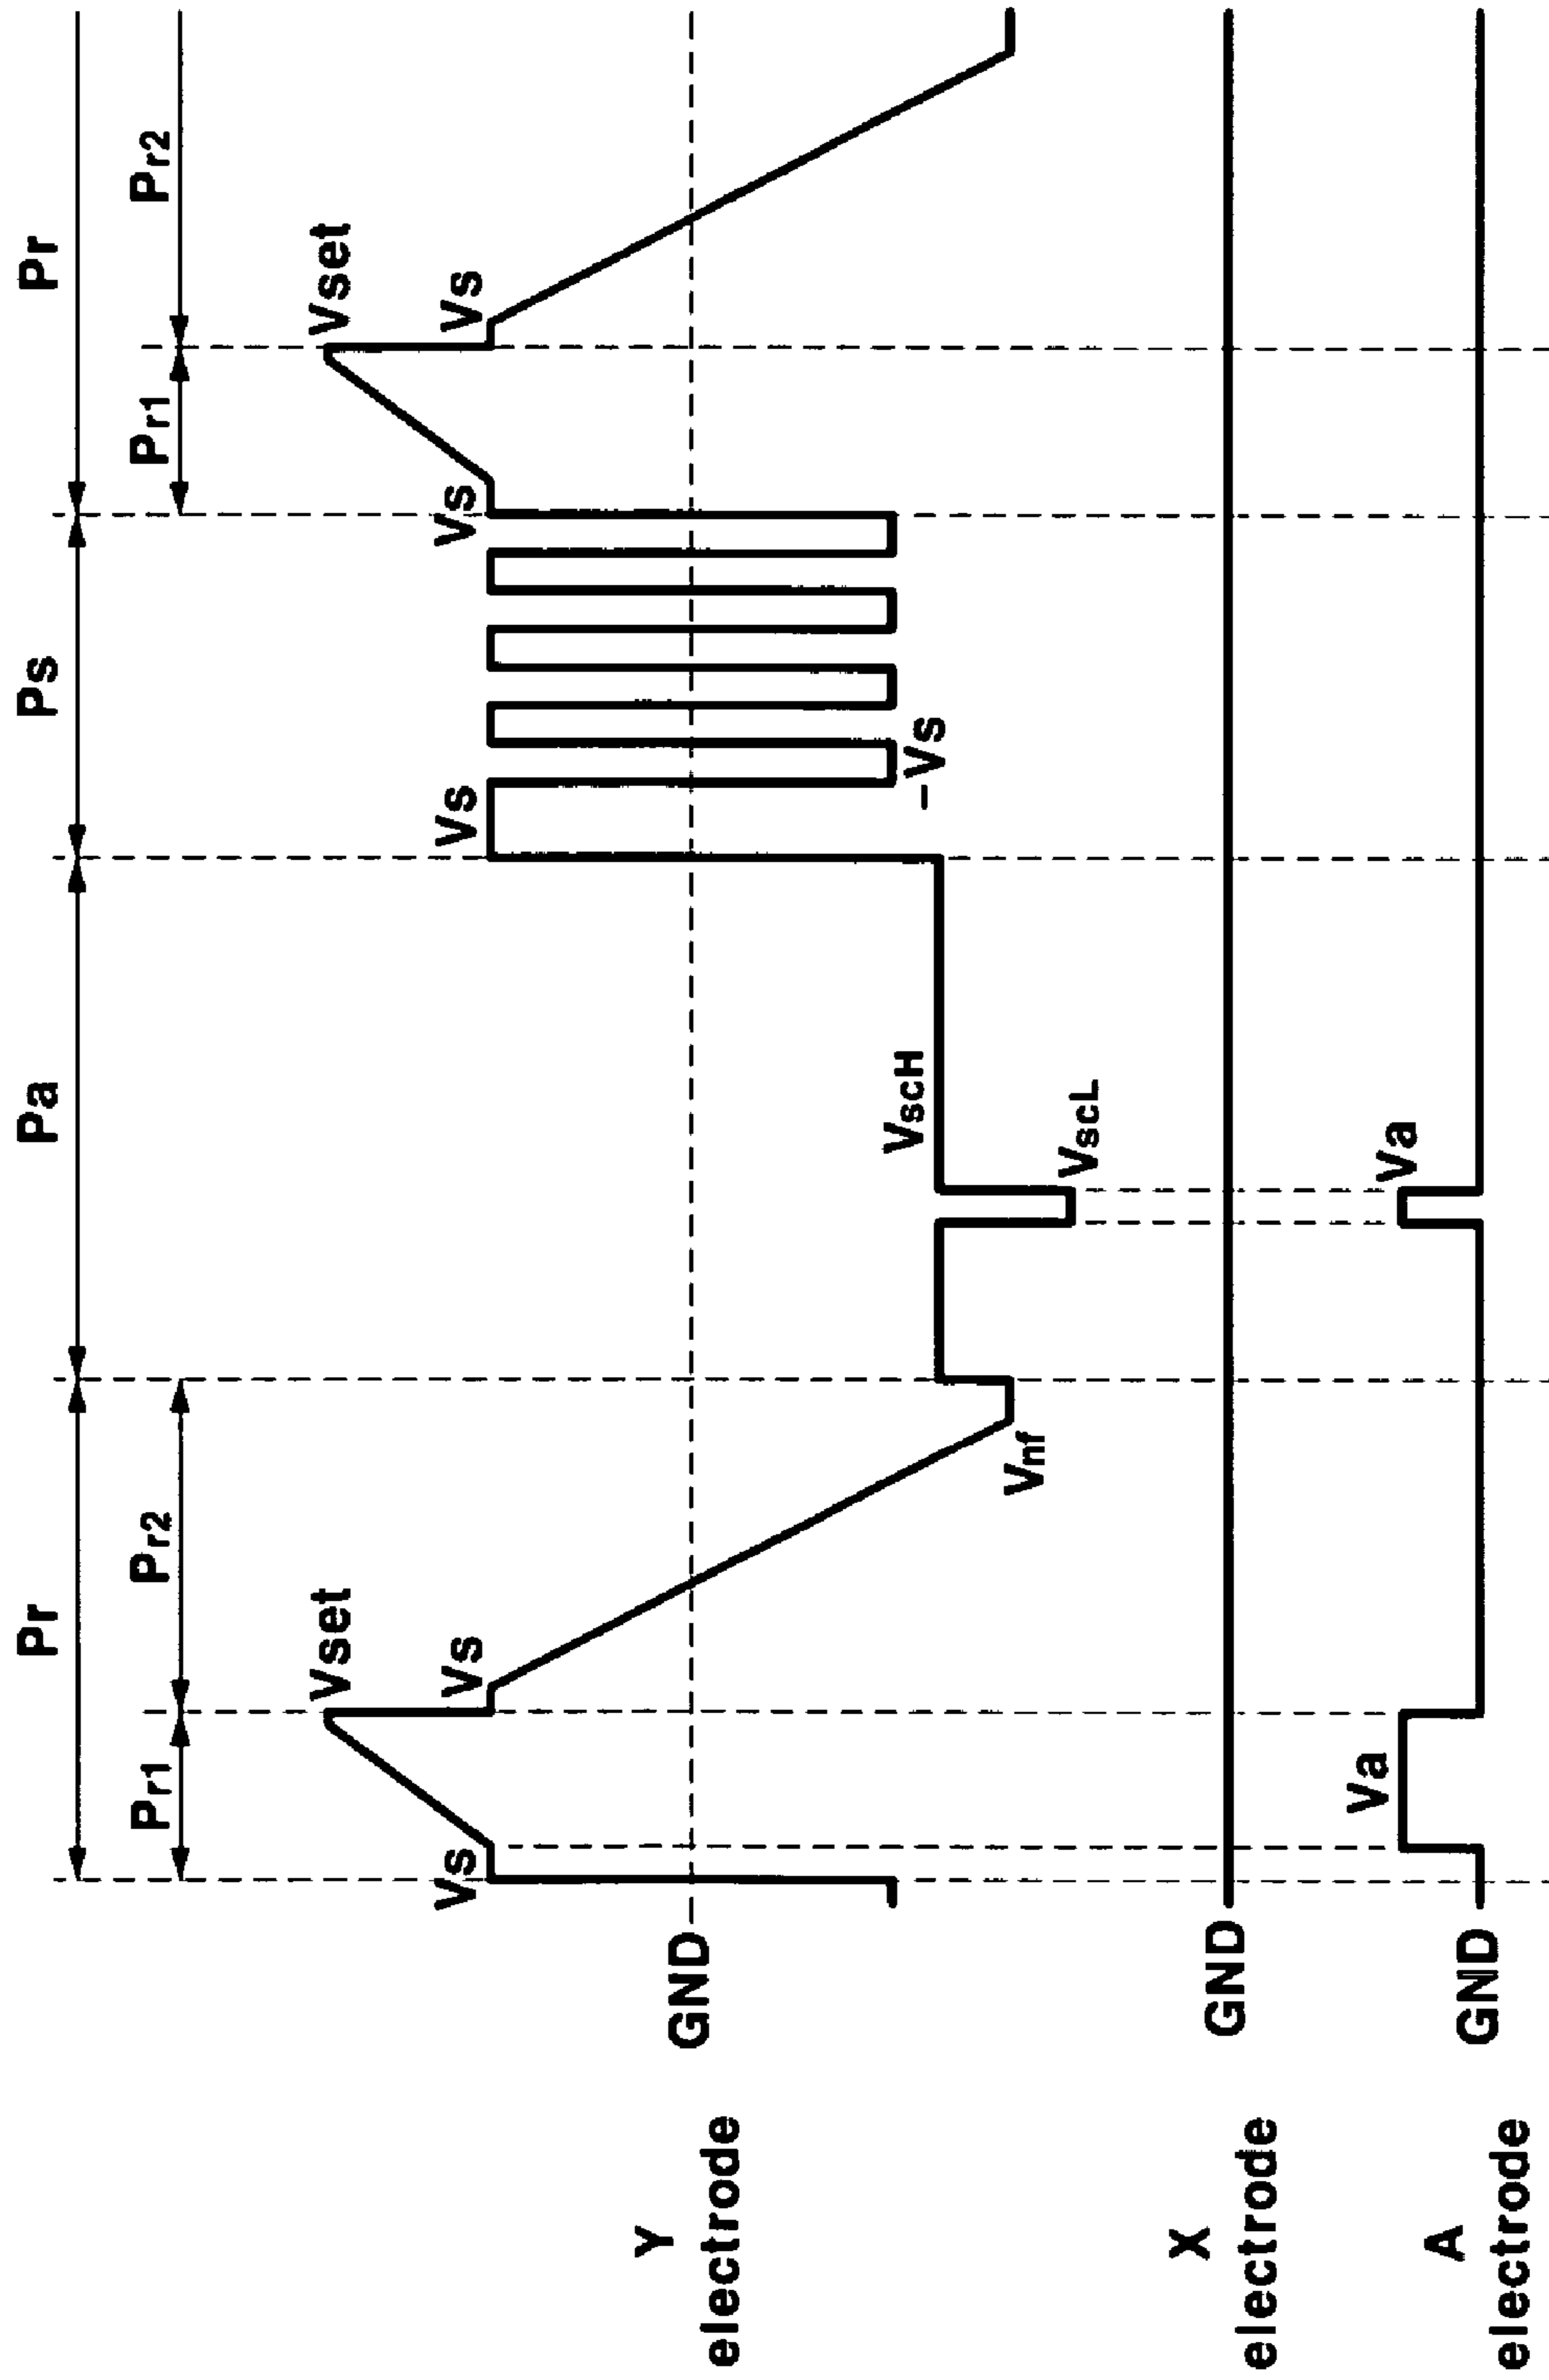 Pr Pa Ps Pr
Pr1 Pr2 Pr1 Pr2
Vset Vset
Vs Vs Vs Vs Vs
GND
Y
electrode
-Vs
VscH
Vnf
VscL
X
electrode
GND
Va Va
A
electrode
GND